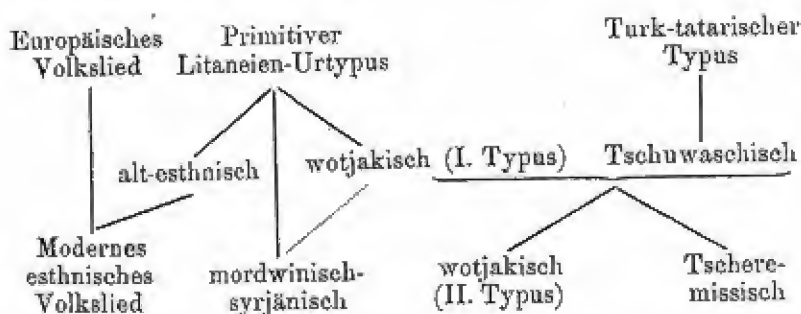 Europäisches
Volkslied
Primitiver
Litaneien-Urtypus
Turk-tatarischer
Typus
alt-esthnisch
wotjakisch (I. Typus)
Tschuwaschisch
Modernes
esthnisches
Volkslied
mordwinisch-
syrjänisch
wotjakisch
(II. Typus)
Tschere-
missisch